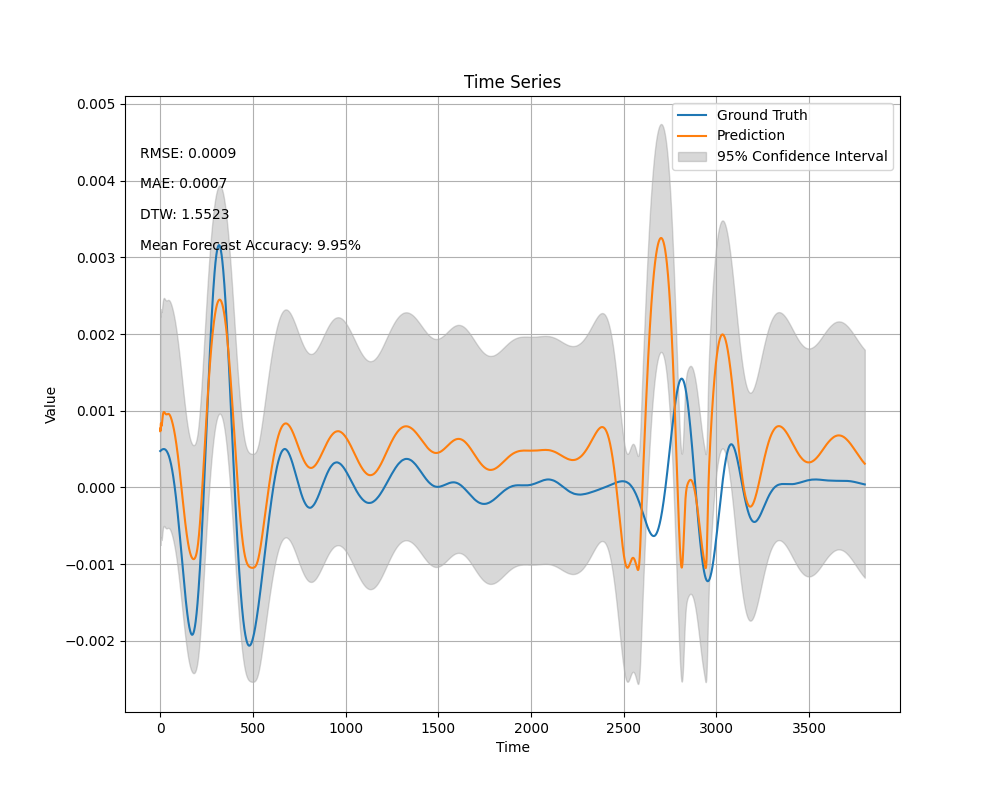 Time Series
0.005
0.004
0.003
0.002
0.001
0.000
−0.001
−0.002
Value
RMSE: 0.0009
MAE: 0.0007
DTW: 1.5523
Mean Forecast Accuracy: 9.95%
Ground Truth
Prediction
95% Confidence Interval
0 500 1000 1500 2000 2500 3000 3500
Time